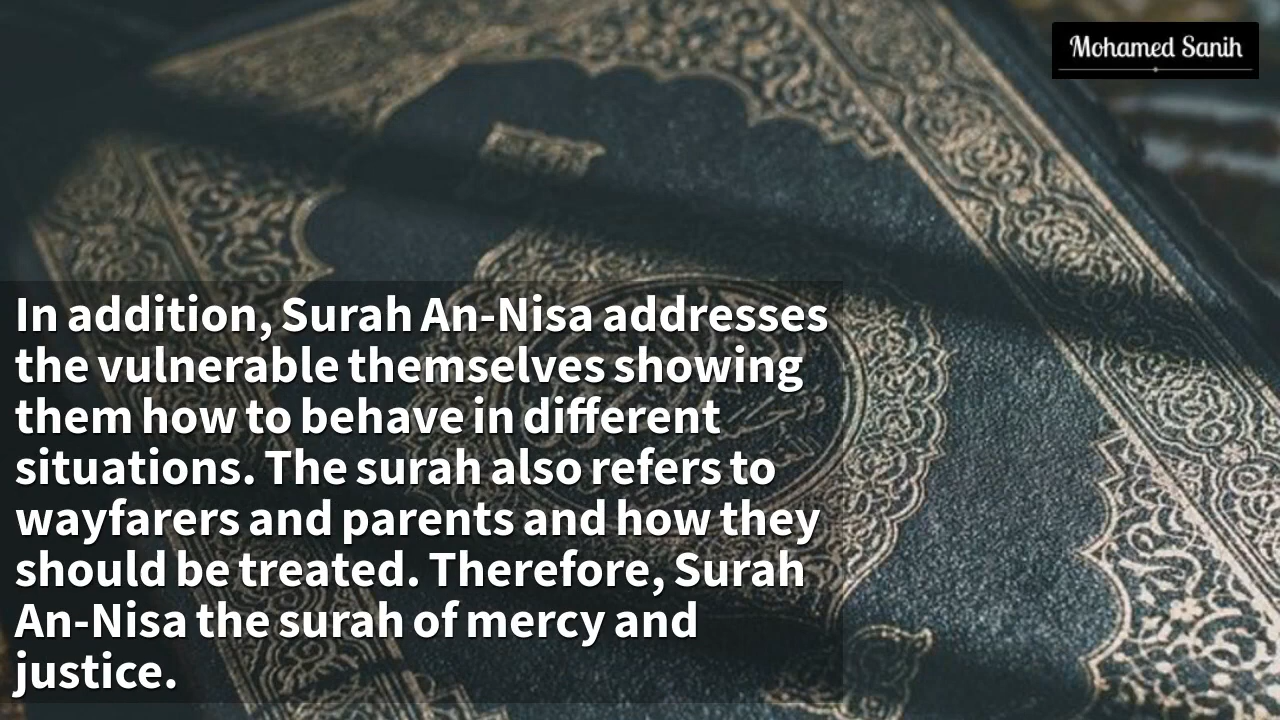 Mohamed Sanih
In addition, Surah An-Nisa addresses
the vulnerable themselves showing
them how to behave in different
situations. The surah also refers to
wayfarers and parents and how they
should be treated. Therefore, Surah
An-Nisa the surah of mercy and
justice.